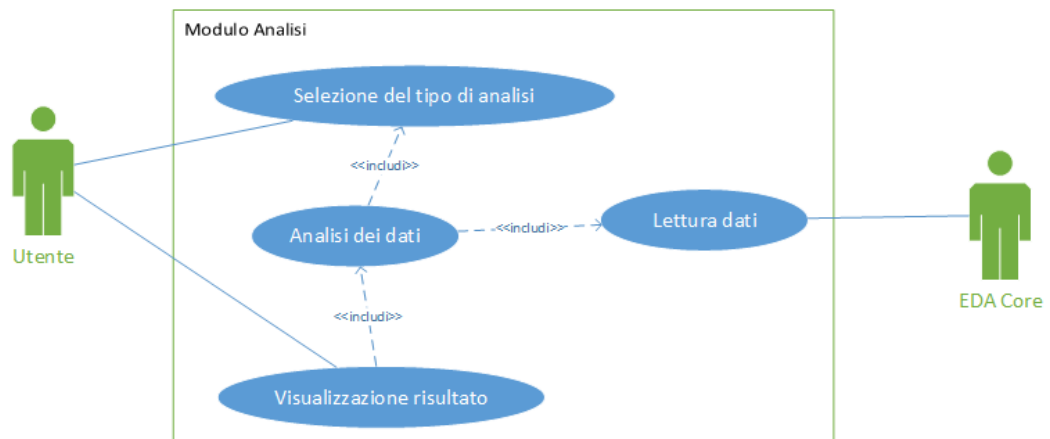 Modulo Analisi
Selezione del tipo di analisi
<<includi>>
Analisi dei dati
<<includi>>
Lettura dati
Utente
EDA Core
<<includi>>
Visualizzazione risultato